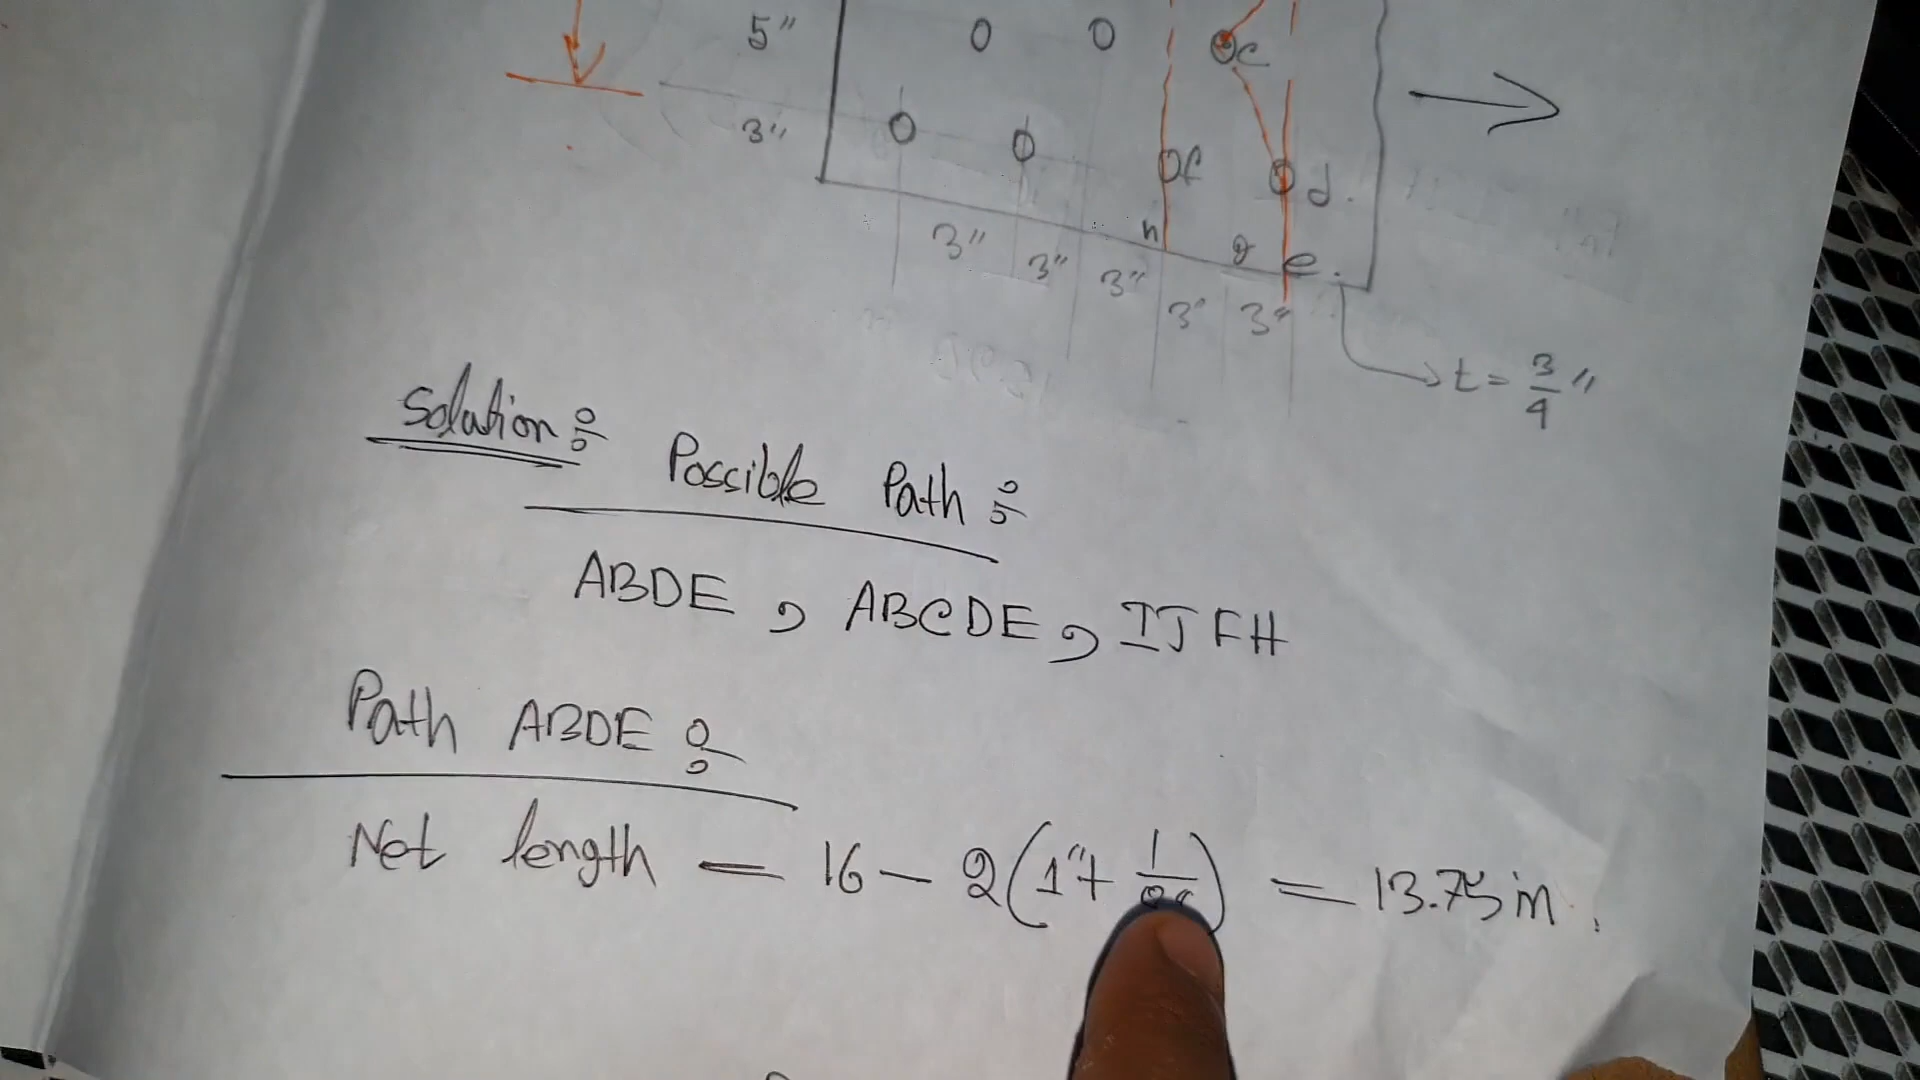 5" O O c
3" O O f d.
h g e.
3" 3" 3" 3" 3"
t = 3/4"
Solution:
Possible Path:
ABDE, ABCDE, IJFH
Path ABDE:
Net length = 16 - 2(1" + 1/8) = 13.75 in.